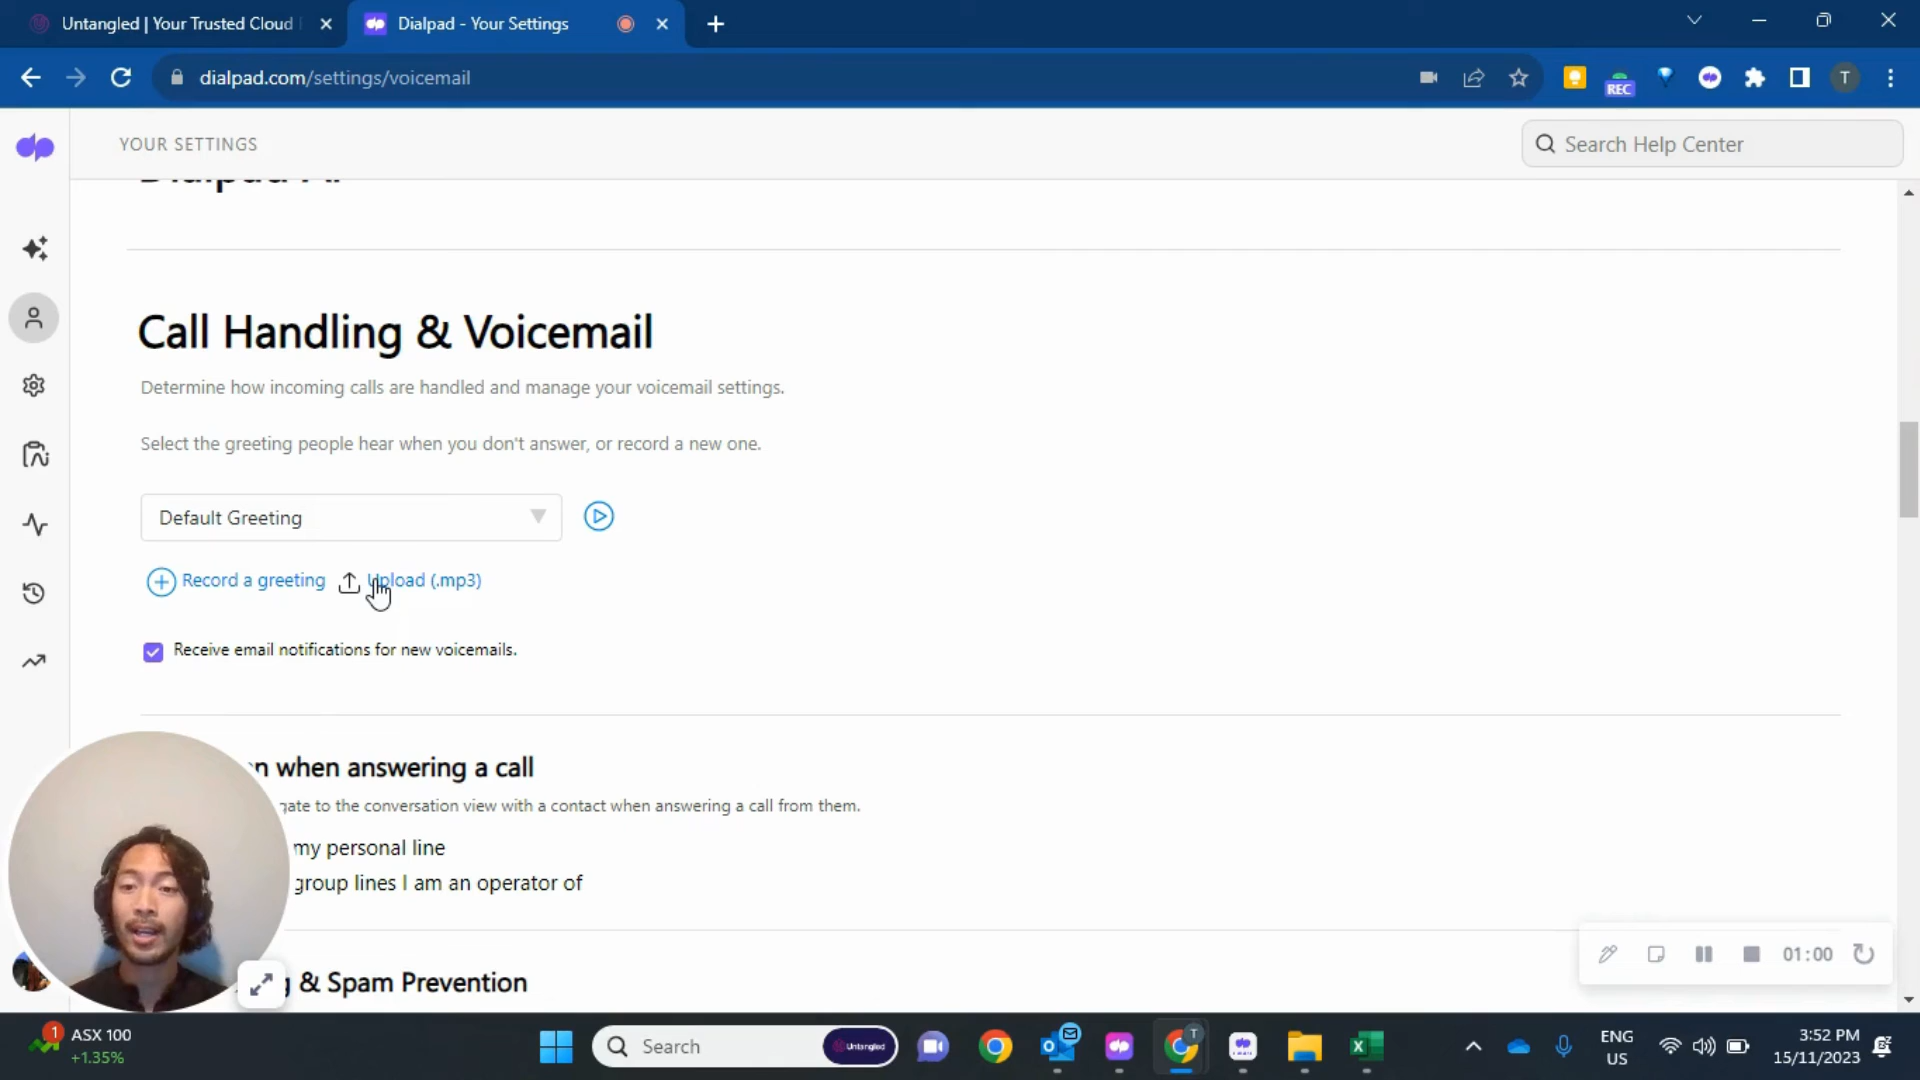 Untangled | Your Trusted Cloud
Dialpad - Your Settings
dialpad.com/settings/voicemail
REC
T
YOUR SETTINGS
Search Help Center
Call Handling & Voicemail
Determine how incoming calls are handled and manage your voicemail settings.
Select the greeting people hear when you don't answer, or record a new one.
Default Greeting
Record a greeting
Upload (.mp3)
Receive email notifications for new voicemails.
n when answering a call
gate to the conversation view with a contact when answering a call from them.
my personal line
group lines I am an operator of
g & Spam Prevention
01:00
1
ASX 100
+1.35%
Search
Untangled
T
ENG
US
3:52 PM
15/11/2023